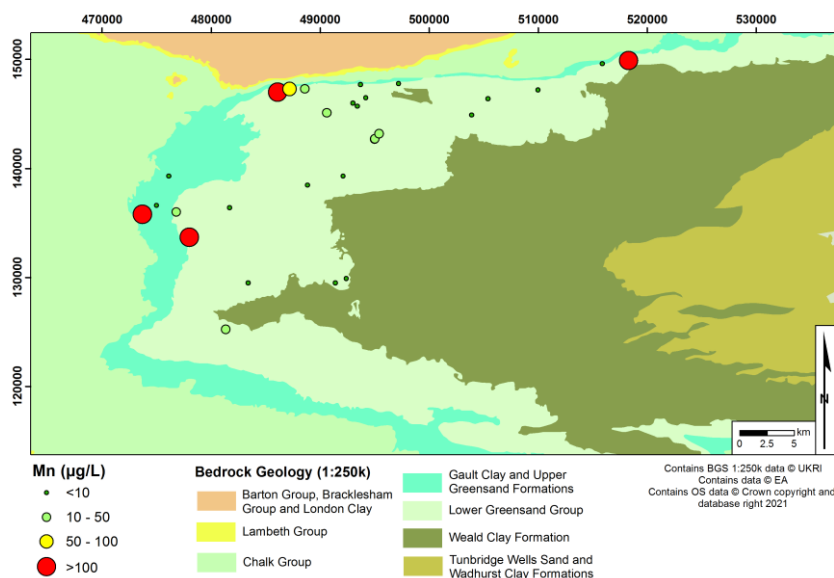 470000 480000 490000 500000 510000 520000 530000
150000
140000
130000
120000
N
km
0 2.5 5
Mn (µg/L)
<10
10 - 50
50 - 100
>100
Bedrock Geology (1:250k)
Barton Group, Bracklesham
Group and London Clay
Lambeth Group
Chalk Group
Gault Clay and Upper
Greensand Formations
Lower Greensand Group
Weald Clay Formation
Tunbridge Wells Sand and
Wadhurst Clay Formations
Contains BGS 1:250k data © UKRI
Contains data © EA
Contains OS data © Crown copyright and
database right 2021